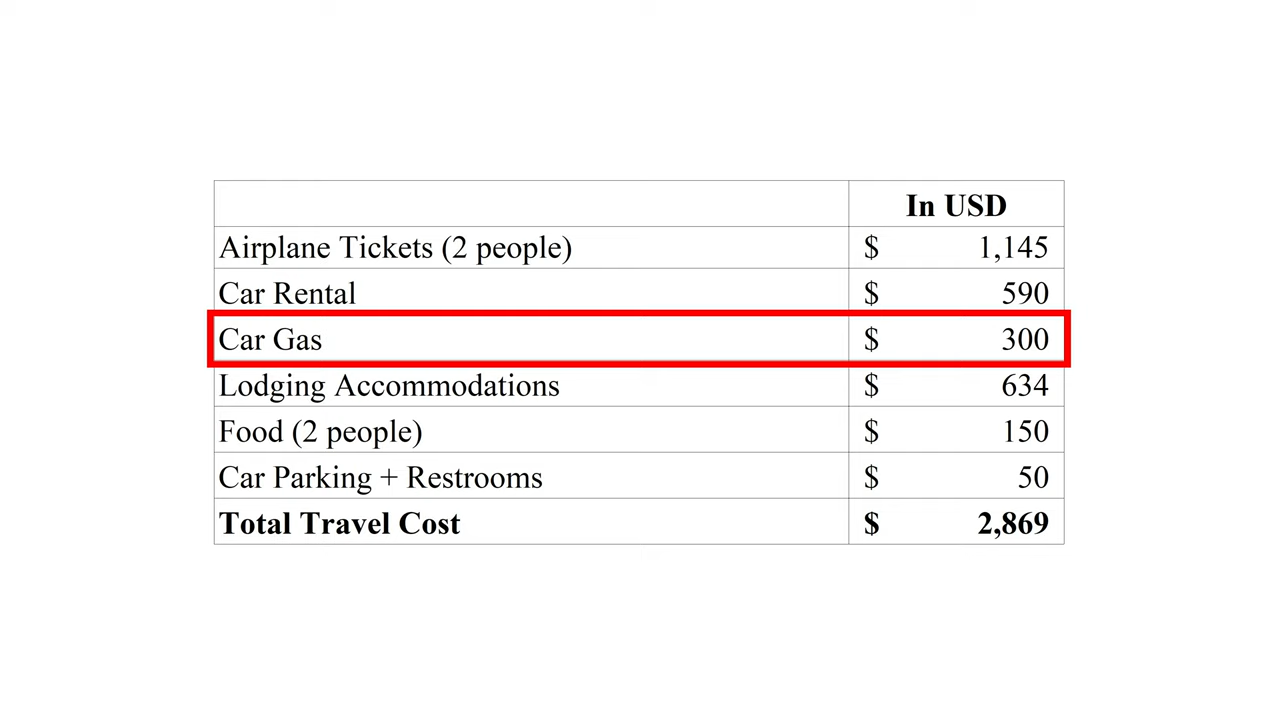 In USD
Airplane Tickets (2 people) $ 1,145
Car Rental $ 590
Car Gas $ 300
Lodging Accommodations $ 634
Food (2 people) $ 150
Car Parking + Restrooms $ 50
Total Travel Cost $ 2,869